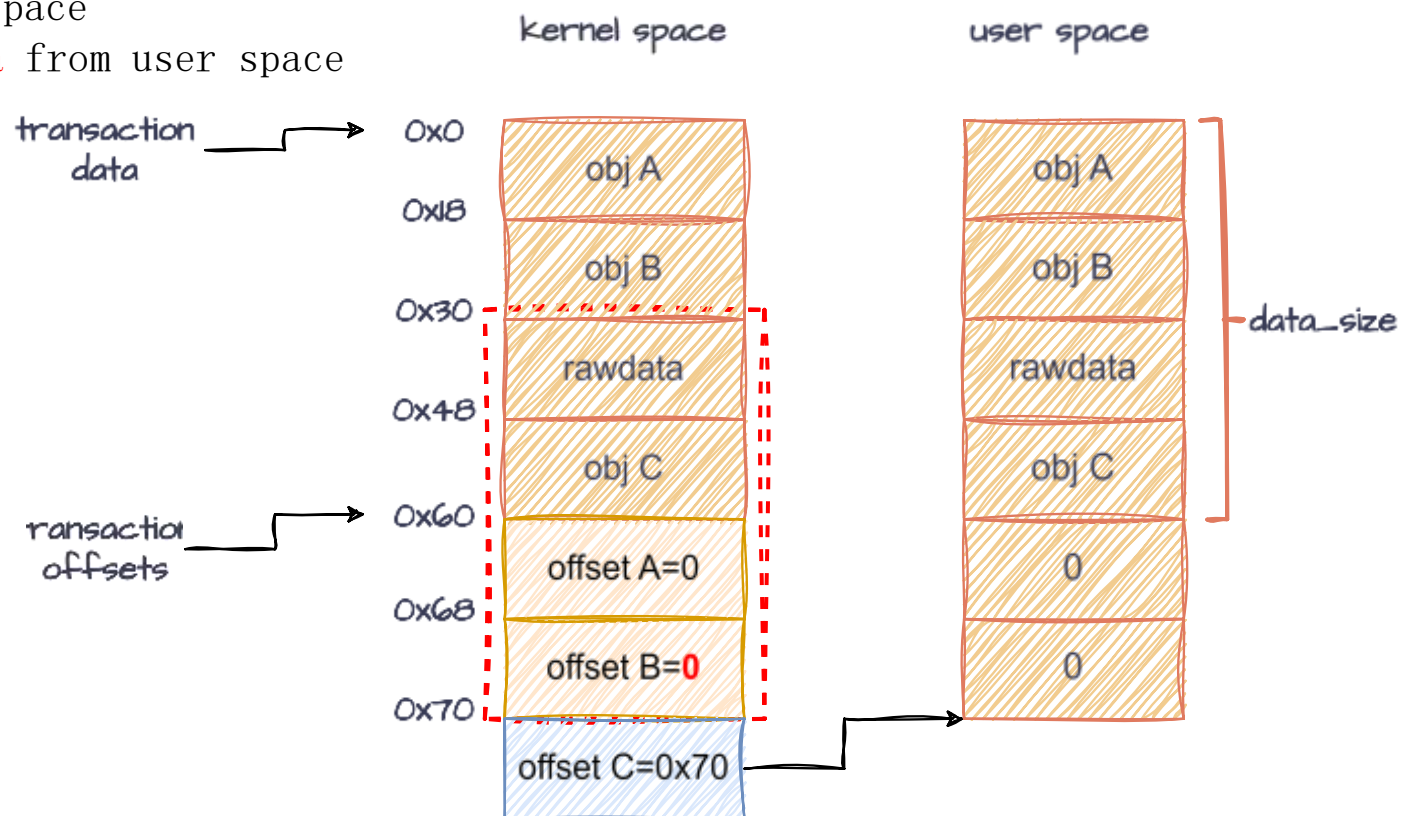 pace
from user space
kernel space
user space
transaction
data
0x0
0x18
0x30
0x48
ransaction
offsets
0x60
0x68
0x70
obj A
obj B
rawdata
obj C
offset A=0
offset B=0
offset C=0x70
obj A
obj B
rawdata
obj C
0
0
data_size